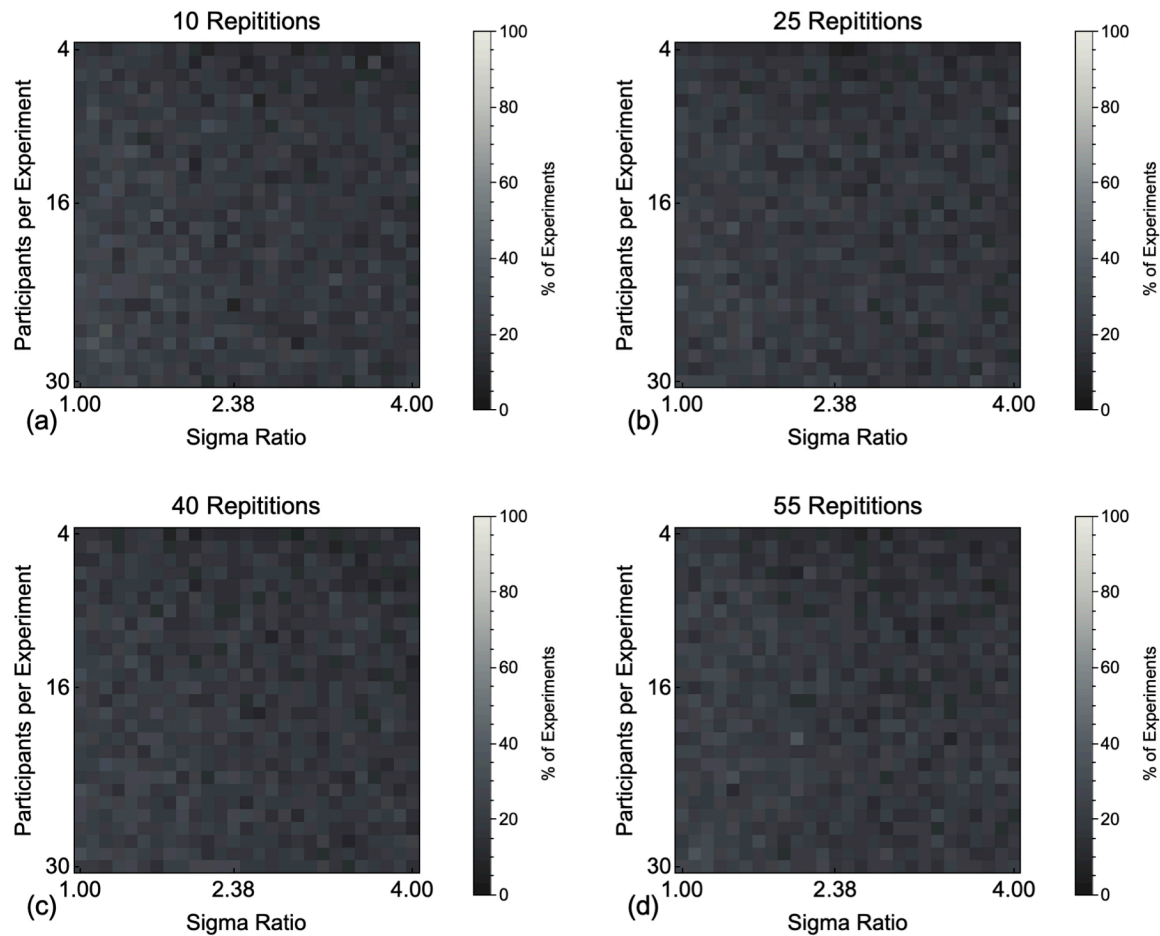 10 Repititions
4
16
30
Participants per Experiment
1.00 2.38 4.00
Sigma Ratio
(a)
100
80
60
40
20
0
% of Experiments
25 Repititions
4
16
30
Participants per Experiment
1.00 2.38 4.00
Sigma Ratio
(b)
100
80
60
40
20
0
% of Experiments
40 Repititions
4
16
30
Participants per Experiment
1.00 2.38 4.00
Sigma Ratio
(c)
100
80
60
40
20
0
% of Experiments
55 Repititions
4
16
30
Participants per Experiment
1.00 2.38 4.00
Sigma Ratio
(d)
100
80
60
40
20
0
% of Experiments